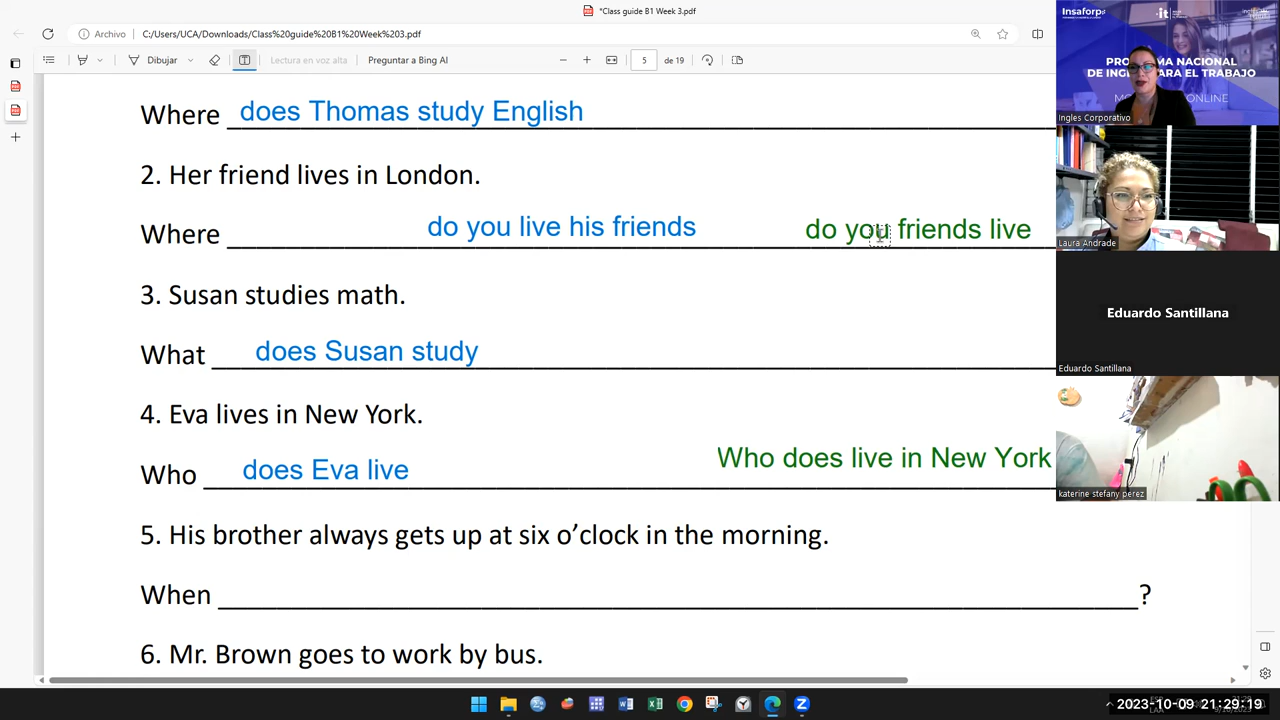 *Class guide B1 Week 3.pdf
Archivo C:/Users/UCA/Downloads/Class%20guide%20B1%20Week%203.pdf
Dibujar Lectura en voz alta Preguntar a Bing AI 5 de 19
Where does Thomas study English
2. Her friend lives in London.
Where do you live his friends do you friends live
3. Susan studies math.
What does Susan study
4. Eva lives in New York.
Who does Eva live Who does live in New York
5. His brother always gets up at six o’clock in the morning.
When ?
6. Mr. Brown goes to work by bus.
Insaforp
Ingles Corporativo
Laura Andrade
Eduardo Santillana
Eduardo Santillana
katerine stefany perez
2023-10-09 21:29:19